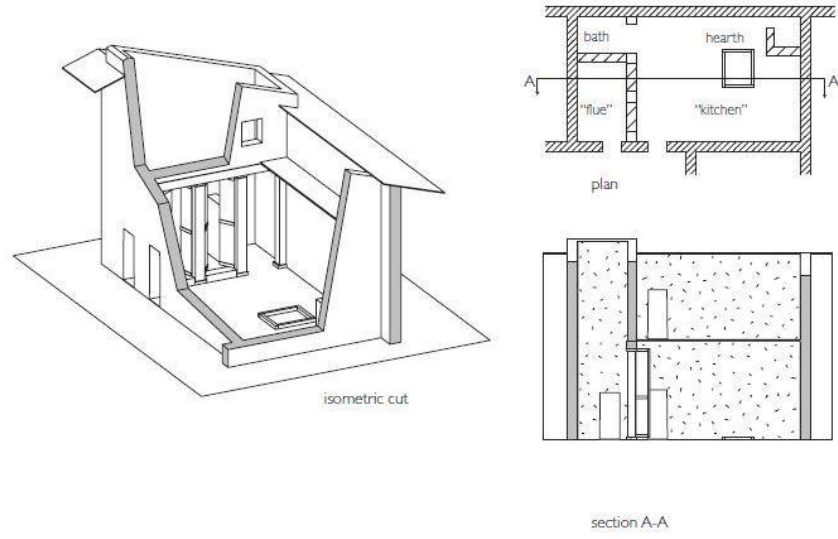 bath
hearth
A
A
"flue"
"kitchen"
plan
isometric cut
section A-A